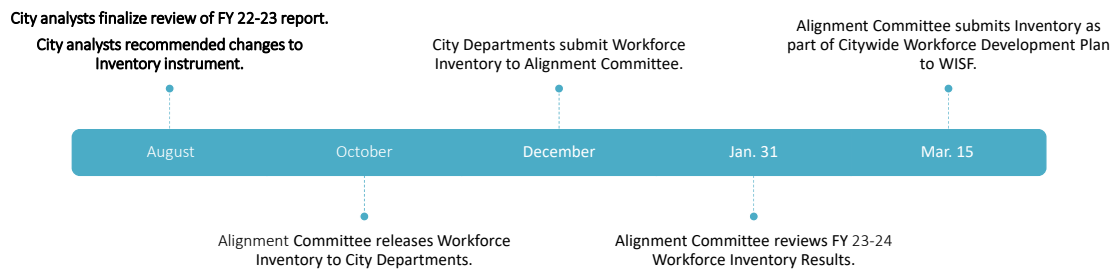 City analysts finalize review of FY 22-23 report.
City analysts recommended changes to
Inventory instrument.
City Departments submit Workforce
Inventory to Alignment Committee.
Alignment Committee submits Inventory as
part of Citywide Workforce Development Plan
to WISF.
August
October
December
Jan. 31
Mar. 15
Alignment Committee releases Workforce
Inventory to City Departments.
Alignment Committee reviews FY 23-24
Workforce Inventory Results.